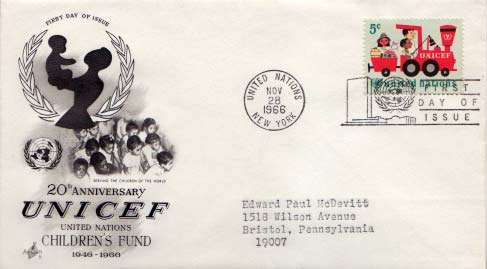 FIRST DAY OF ISSUE
SERVING THE CHILDREN OF THE WORLD
20th ANNIVERSARY
UNICEF
UNITED NATIONS
CHILDREN'S FUND
1946-1966
UNITED NATIONS
NOV
28
1966
NEW YORK
5c
UNICEF
united nations
FIRST
DAY OF
ISSUE
Edward Paul McDevitt
1518 Wilson Avenue
Bristol, Pennsylvania
19007